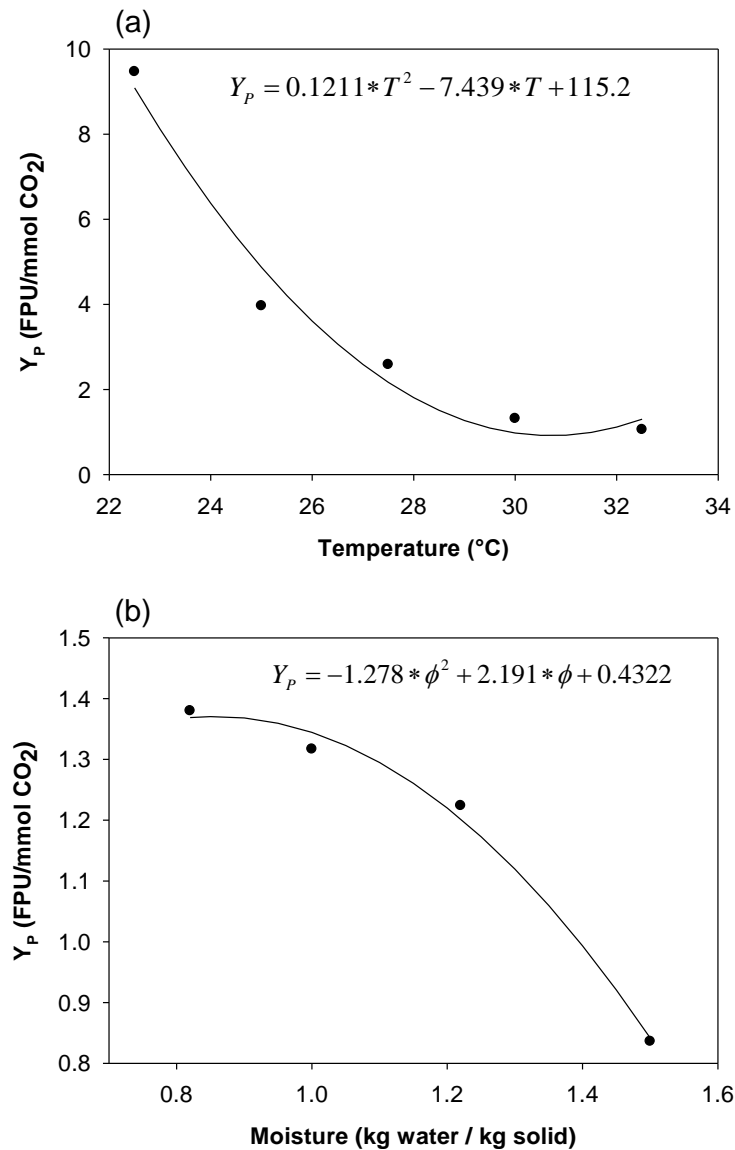 (a)
10
8
6
4
2
0
Y_P (FPU/mmol CO₂)
Y_P = 0.1211 * T² − 7.439 * T + 115.2
22 24 26 28 30 32 34
Temperature (°C)
(b)
1.5
1.4
1.3
1.2
1.1
1.0
0.9
0.8
Y_P (FPU/mmol CO₂)
Y_P = −1.278 * ϕ² + 2.191 * ϕ + 0.4322
0.8 1.0 1.2 1.4 1.6
Moisture (kg water / kg solid)